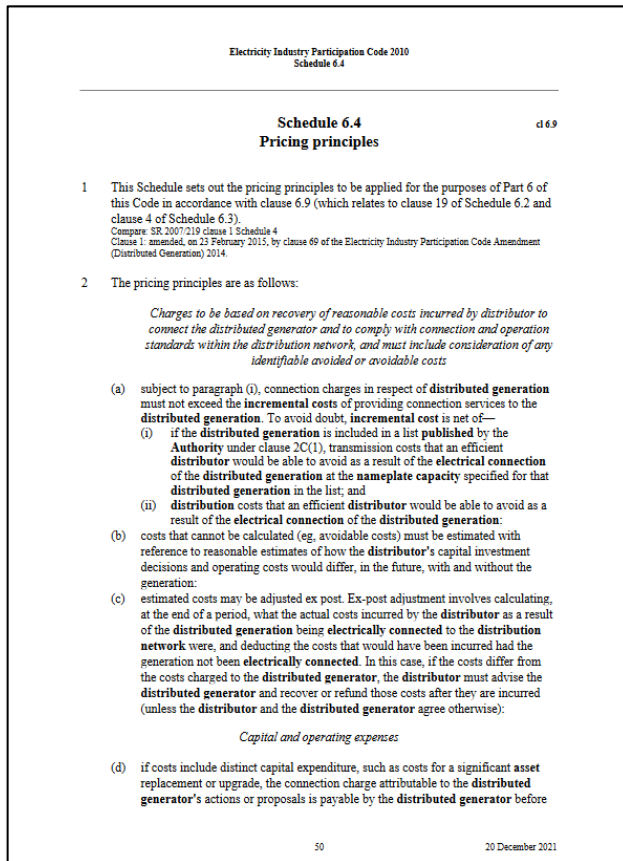 Electricity Industry Participation Code 2010
Schedule 6.4
Schedule 6.4 cl 6.9
Pricing principles
1 This Schedule sets out the pricing principles to be applied for the purposes of Part 6 of
this Code in accordance with clause 6.9 (which relates to clause 19 of Schedule 6.2 and
clause 4 of Schedule 6.3).
Compare: SR 2007/219 clause 1 Schedule 4
Clause 1: amended, on 23 February 2015, by clause 69 of the Electricity Industry Participation Code Amendment
(Distributed Generation) 2014.
2 The pricing principles are as follows:
Charges to be based on recovery of reasonable costs incurred by distributor to
connect the distributed generator and to comply with connection and operation
standards within the distribution network, and must include consideration of any
identifiable avoided or avoidable costs
(a) subject to paragraph (i), connection charges in respect of distributed generation
must not exceed the incremental costs of providing connection services to the
distributed generation. To avoid doubt, incremental cost is net of—
(i) if the distributed generation is included in a list published by the
Authority under clause 2C(1), transmission costs that an efficient
distributor would be able to avoid as a result of the electrical connection
of the distributed generation at the nameplate capacity specified for that
distributed generation in the list; and
(ii) distribution costs that an efficient distributor would be able to avoid as a
result of the electrical connection of the distributed generation:
(b) costs that cannot be calculated (eg, avoidable costs) must be estimated with
reference to reasonable estimates of how the distributor's capital investment
decisions and operating costs would differ, in the future, with and without the
generation:
(c) estimated costs may be adjusted ex post. Ex-post adjustment involves calculating,
at the end of a period, what the actual costs incurred by the distributor as a result
of the distributed generation being electrically connected to the distribution
network were, and deducting the costs that would have been incurred had the
generation not been electrically connected. In this case, if the costs differ from
the costs charged to the distributed generator, the distributor must advise the
distributed generator and recover or refund those costs after they are incurred
(unless the distributor and the distributed generator agree otherwise):
Capital and operating expenses
(d) if costs include distinct capital expenditure, such as costs for a significant asset
replacement or upgrade, the connection charge attributable to the distributed
generator's actions or proposals is payable by the distributed generator before
50 20 December 2021